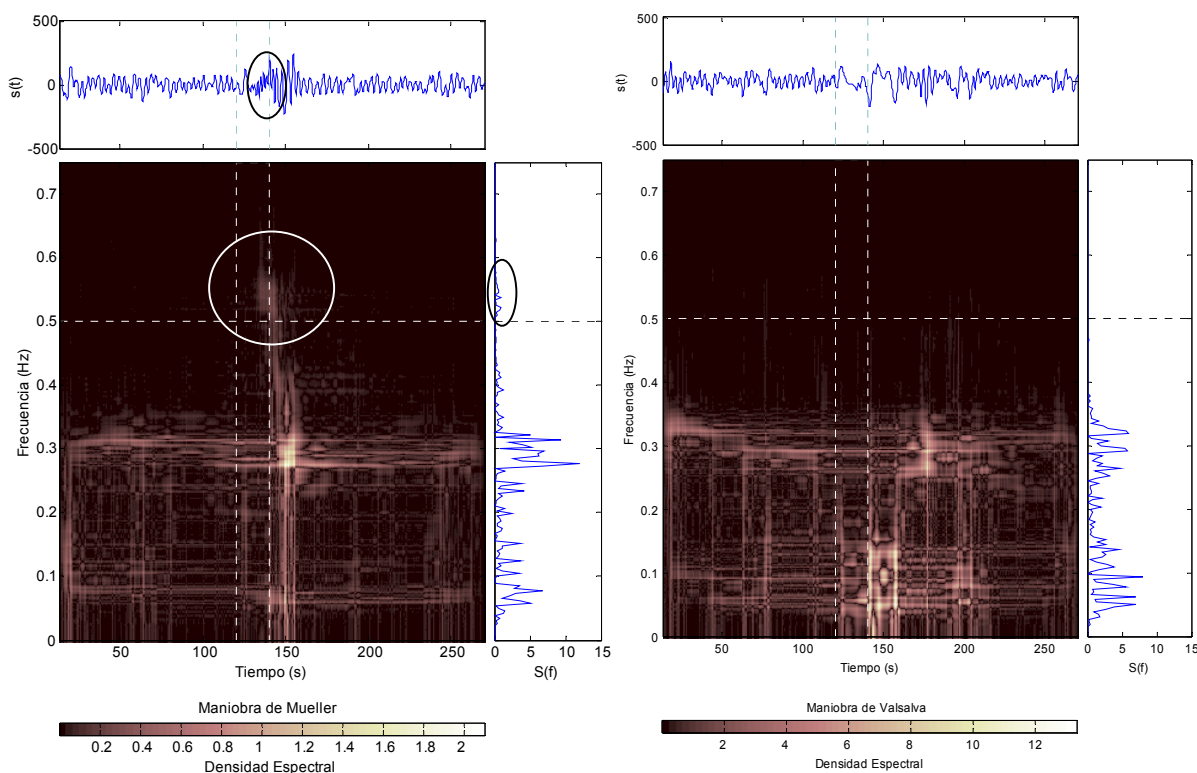 500
0
-500
s(t)
0.7
0.6
0.5
0.4
0.3
0.2
0.1
0
Frecuencia (Hz)
50 100 150 200 250
Tiempo (s)
0 5 10 15
S(f)
Maniobra de Mueller
0.2 0.4 0.6 0.8 1 1.2 1.4 1.6 1.8 2
Densidad Espectral
500
0
-500
s(t)
0.7
0.6
0.5
0.4
0.3
0.2
0.1
0
Frecuencia (Hz)
50 100 150 200 250
Tiempo (s)
0 5 10 15
S(f)
Maniobra de Valsalva
2 4 6 8 10 12
Densidad Espectral